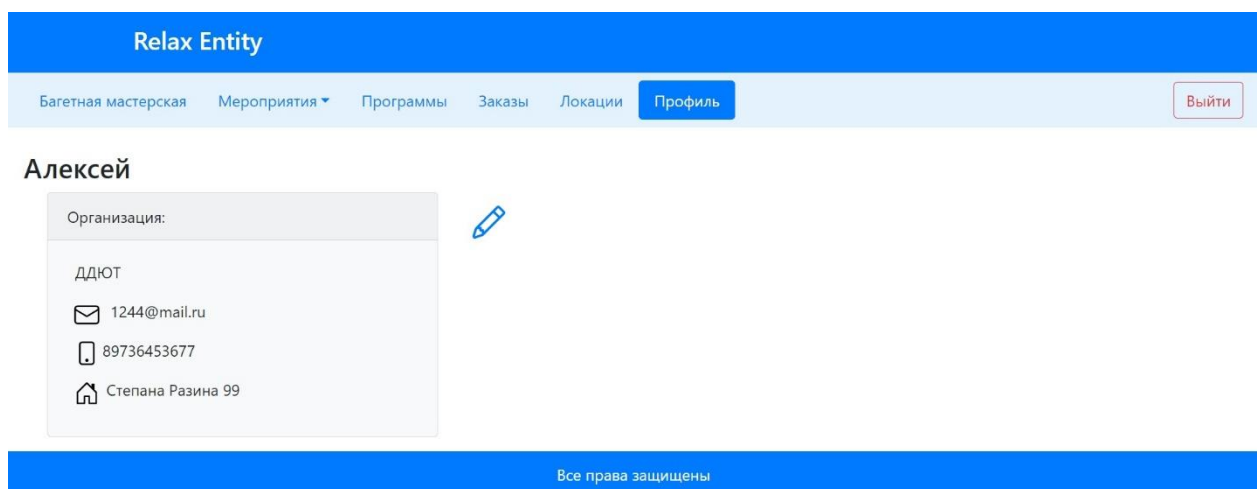 Relax Entity
Багетная мастерская Мероприятия Программы Заказы Локации Профиль Выйти
Алексей
Организация:
ДДЮТ
1244@mail.ru
89736453677
Степана Разина 99
Все права защищены